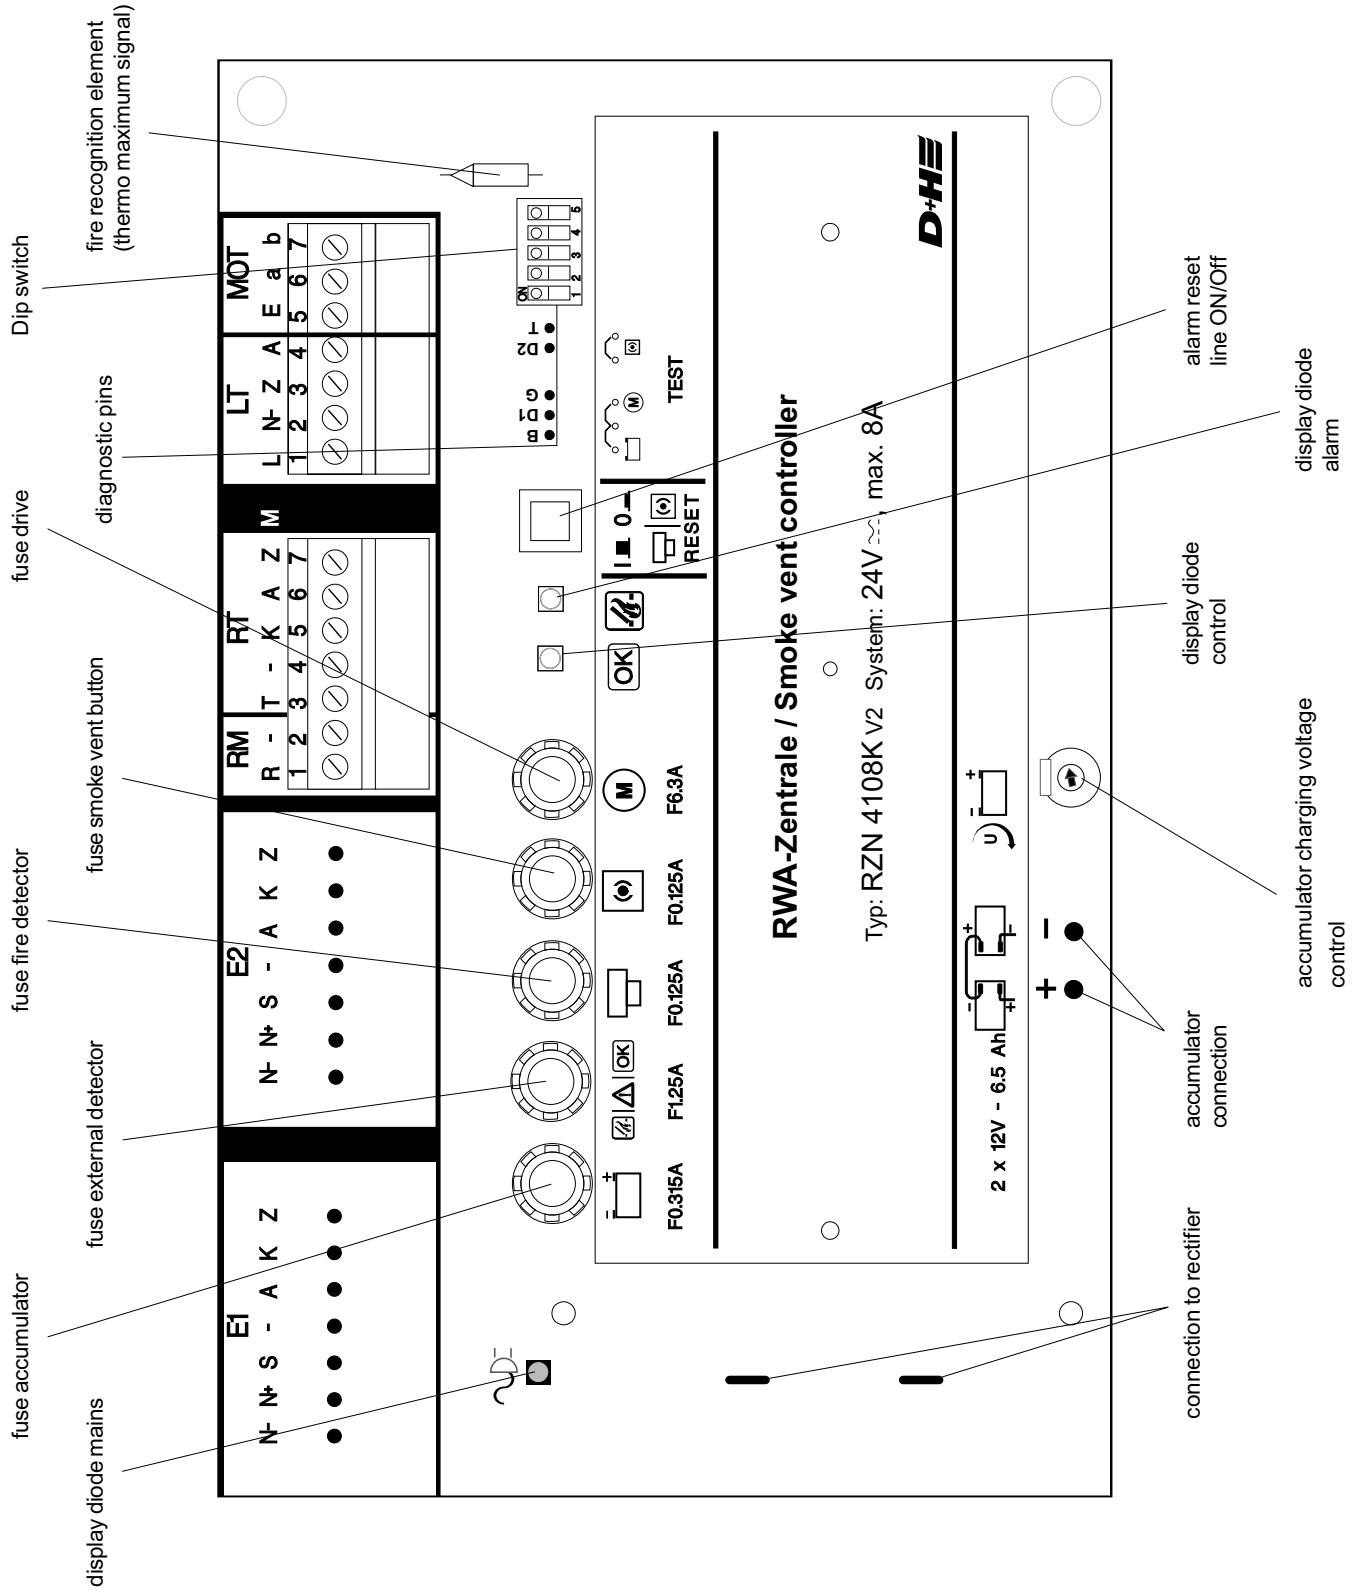 display diode mains
fuse accumulator
fuse external detector
fuse fire detector
fuse smoke vent button
fuse drive
diagnostic pins
Dip switch
fire recognition element
(thermo maximum signal)
E1
N- N+ S - A K Z
E2
N- N+ S - A K Z
RM
R -
1 2
RT
T - K A Z
3 4 5 6 7
M
LT
L N- Z A
1 2 3 4
MOT
E a b
5 6 7
B D1 G D2 T
ON
1 2 3 4 5
- +
F0.315A
OK
F1.25A
F0.125A
F0.125A
M
F6.3A
OK
I 0
RESET
M
TEST
RWA-Zentrale / Smoke vent controller
Typ: RZN 4108K V2 System: 24V, max. 8A
D+H
2 x 12V - 6.5 Ah
- +
+ -
U
- +
+ -
connection to rectifier
accumulator
connection
accumulator charging voltage
control
display diode
control
display diode
alarm
alarm reset
line ON/Off